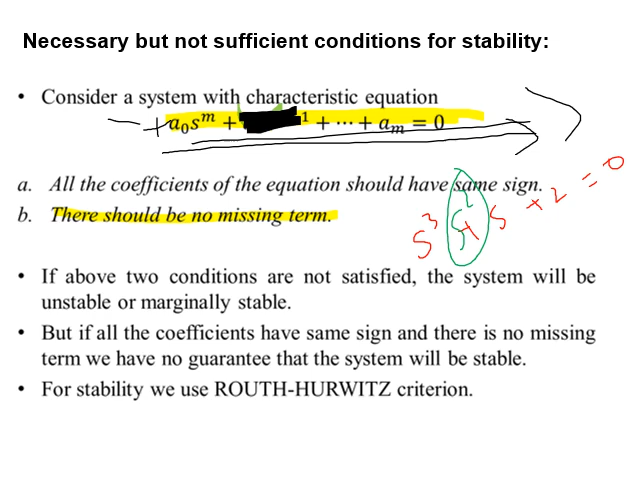 Necessary but not sufficient conditions for stability:
• Consider a system with characteristic equation
a₀sᵐ + ¹ + ⋯ + aₘ = 0
a. All the coefficients of the equation should have same sign.
b. There should be no missing term.
s³ s² + s + 2 = 0
• If above two conditions are not satisfied, the system will be
unstable or marginally stable.
• But if all the coefficients have same sign and there is no missing
term we have no guarantee that the system will be stable.
• For stability we use ROUTH-HURWITZ criterion.